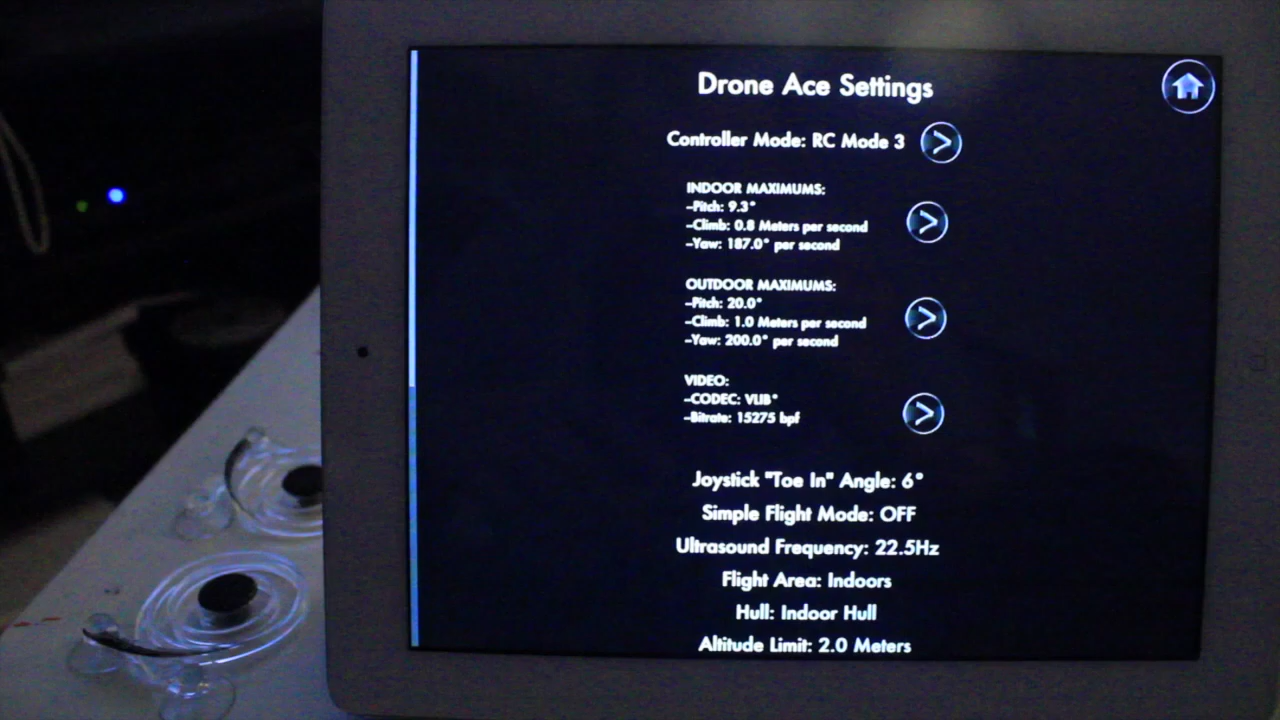 Drone Ace Settings
Controller Mode: RC Mode 3
INDOOR MAXIMUMS:
-Pitch: 9.3°
-Climb: 0.8 Meters per second
-Yaw: 187.0° per second
OUTDOOR MAXIMUMS:
-Pitch: 20.0°
-Climb: 1.0 Meters per second
-Yaw: 200.0° per second
VIDEO:
-CODEC: VLIB*
-Bitrate: 15275 bpf
Joystick "Toe In" Angle: 6°
Simple Flight Mode: OFF
Ultrasound Frequency: 22.5Hz
Flight Area: Indoors
Hull: Indoor Hull
Altitude Limit: 2.0 Meters